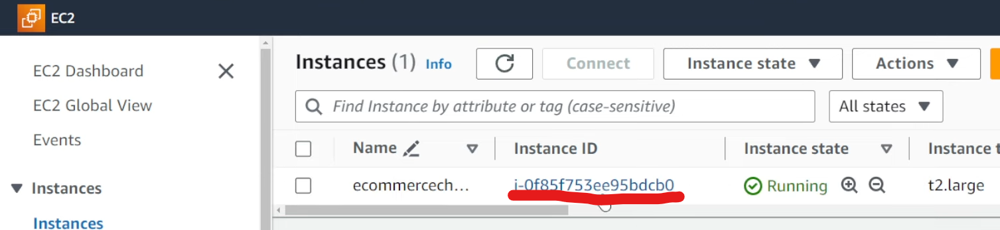 EC2
EC2 Dashboard
EC2 Global View
Events
Instances
Instances
Instances (1) Info
Connect
Instance state
Actions
Find Instance by attribute or tag (case-sensitive)
All states
Name
Instance ID
Instance state
Instance t
ecommercech...
i-0f85f753ee95bdcb0
Running
t2.large